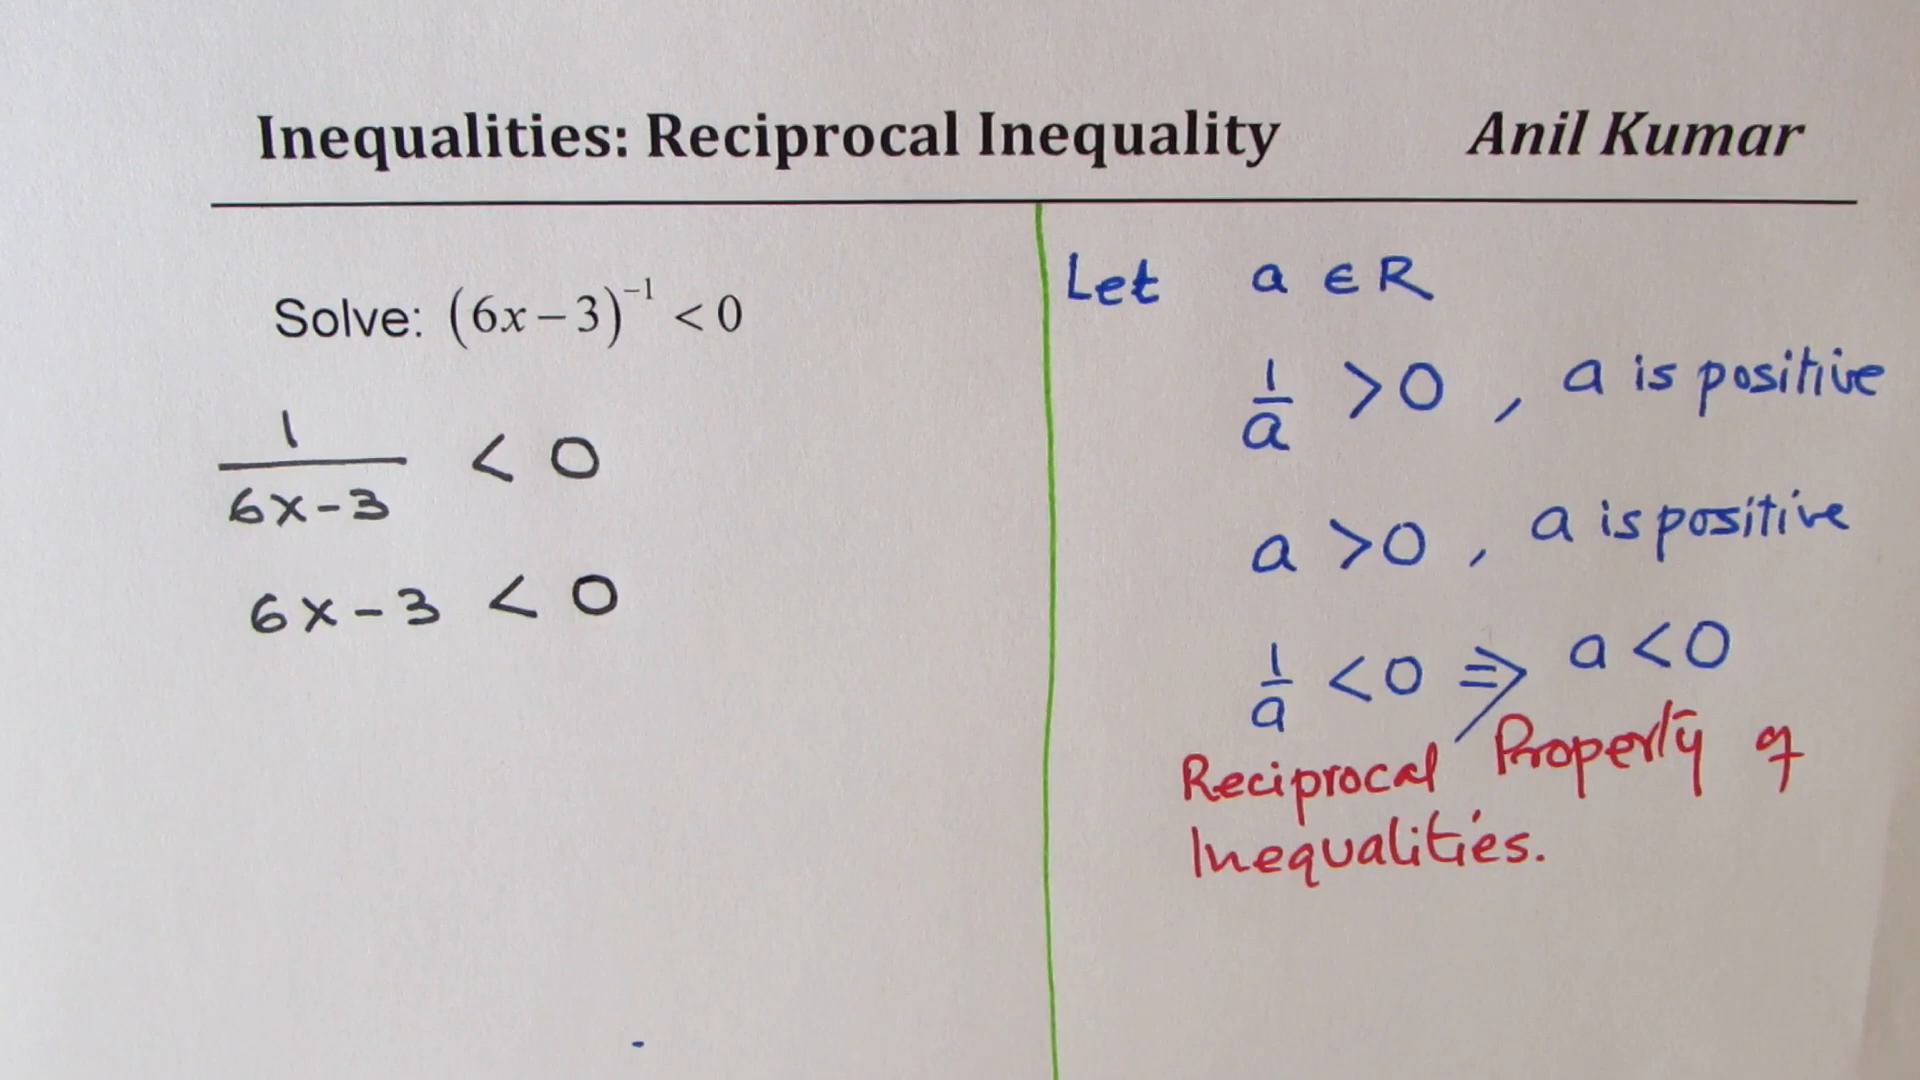 Inequalities: Reciprocal Inequality Anil Kumar
Solve: (6x − 3)⁻¹ < 0
1/(6x − 3) < 0
6x − 3 < 0
Let a ∈ R
1/a > 0 , a is positive
a > 0 , a is positive
1/a < 0 ⇒ a < 0
Reciprocal Property of
Inequalities.